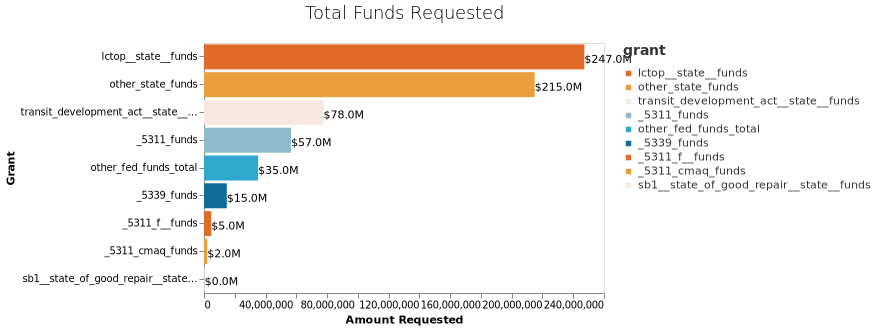 Total Funds Requested
grant
lctop__state__funds
$247.0M
lctop__state__funds
other_state_funds
$215.0M
other_state_funds
transit_development_act__state__...
$78.0M
transit_development_act__state__funds
_5311_funds
$57.0M
_5311_funds
other_fed_funds_total
$35.0M
other_fed_funds_total
_5339_funds
$15.0M
_5339_funds
_5311_f__funds
$5.0M
_5311_f__funds
_5311_cmaq_funds
$2.0M
_5311_cmaq_funds
sb1__state_of_good_repair__state...
$0.0M
sb1__state_of_good_repair__state__funds
Grant
0 40,000,000 80,000,000 120,000,000 160,000,000 200,000,000 240,000,000
Amount Requested